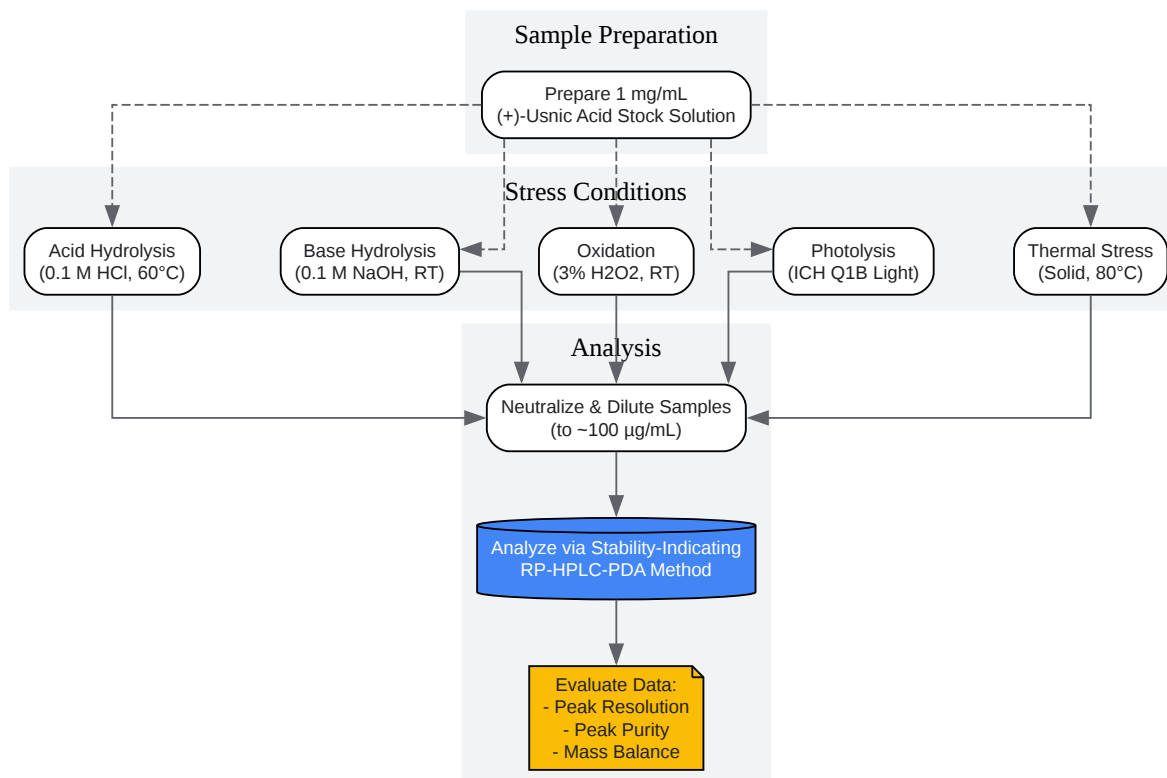 Sample Preparation
Prepare 1 mg/mL
(+)-Usnic Acid Stock Solution
Stress Conditions
Acid Hydrolysis
(0.1 M HCl, 60°C)
Base Hydrolysis
(0.1 M NaOH, RT)
Oxidation
(3% H2O2, RT)
Photolysis
(ICH Q1B Light)
Thermal Stress
(Solid, 80°C)
Analysis
Neutralize & Dilute Samples
(to ~100 µg/mL)
Analyze via Stability-Indicating
RP-HPLC-PDA Method
Evaluate Data:
- Peak Resolution
- Peak Purity
- Mass Balance